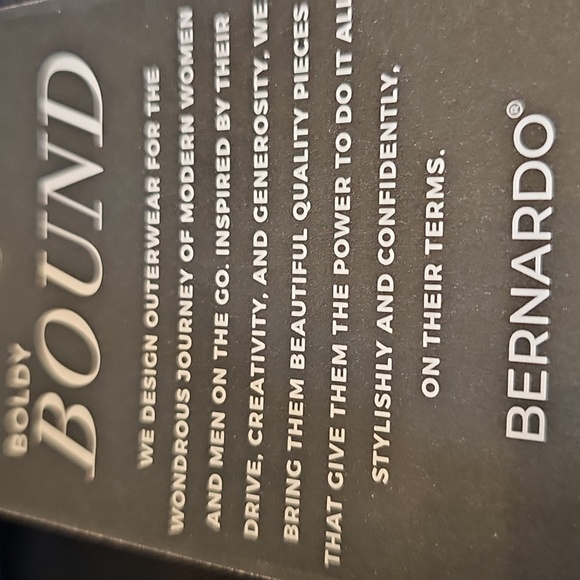 BOLDY
BOUND
WE DESIGN OUTERWEAR FOR THE
WONDROUS JOURNEY OF MODERN WOMEN
AND MEN ON THE GO. INSPIRED BY THEIR
DRIVE, CREATIVITY, AND GENEROSITY, WE
BRING THEM BEAUTIFUL QUALITY PIECES
THAT GIVE THEM THE POWER TO DO IT ALL
STYLISHLY AND CONFIDENTLY,
ON THEIR TERMS.
BERNARDO®